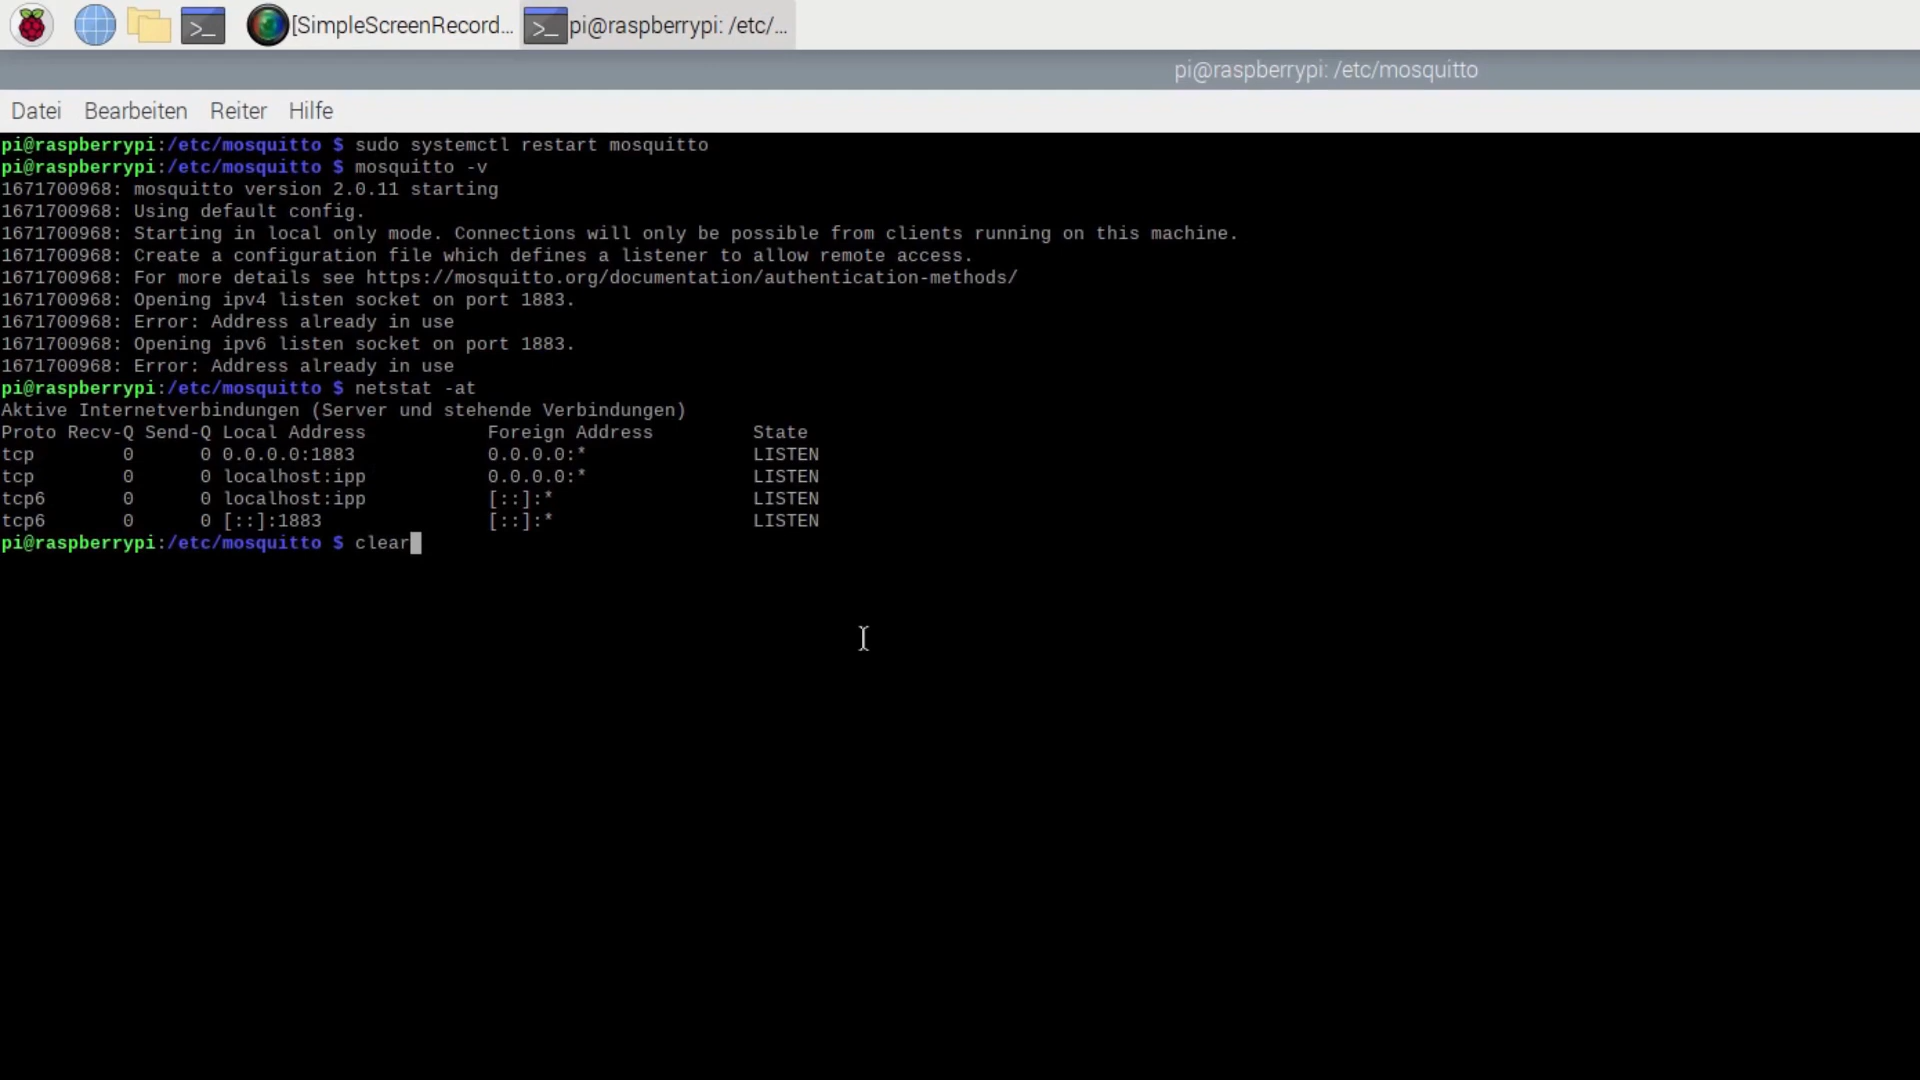 [SimpleScreenRecord... pi@raspberrypi: /etc/...
pi@raspberrypi: /etc/mosquitto
Datei Bearbeiten Reiter Hilfe
pi@raspberrypi:/etc/mosquitto $ sudo systemctl restart mosquitto
pi@raspberrypi:/etc/mosquitto $ mosquitto -v
1671700968: mosquitto version 2.0.11 starting
1671700968: Using default config.
1671700968: Starting in local only mode. Connections will only be possible from clients running on this machine.
1671700968: Create a configuration file which defines a listener to allow remote access.
1671700968: For more details see https://mosquitto.org/documentation/authentication-methods/
1671700968: Opening ipv4 listen socket on port 1883.
1671700968: Error: Address already in use
1671700968: Opening ipv6 listen socket on port 1883.
1671700968: Error: Address already in use
pi@raspberrypi:/etc/mosquitto $ netstat -at
Aktive Internetverbindungen (Server und stehende Verbindungen)
Proto Recv-Q Send-Q Local Address           Foreign Address         State
tcp        0      0 0.0.0.0:1883            0.0.0.0:*               LISTEN
tcp        0      0 localhost:ipp           0.0.0.0:*               LISTEN
tcp6       0      0 localhost:ipp           [::]:*                  LISTEN
tcp6       0      0 [::]:1883               [::]:*                  LISTEN
pi@raspberrypi:/etc/mosquitto $ clear